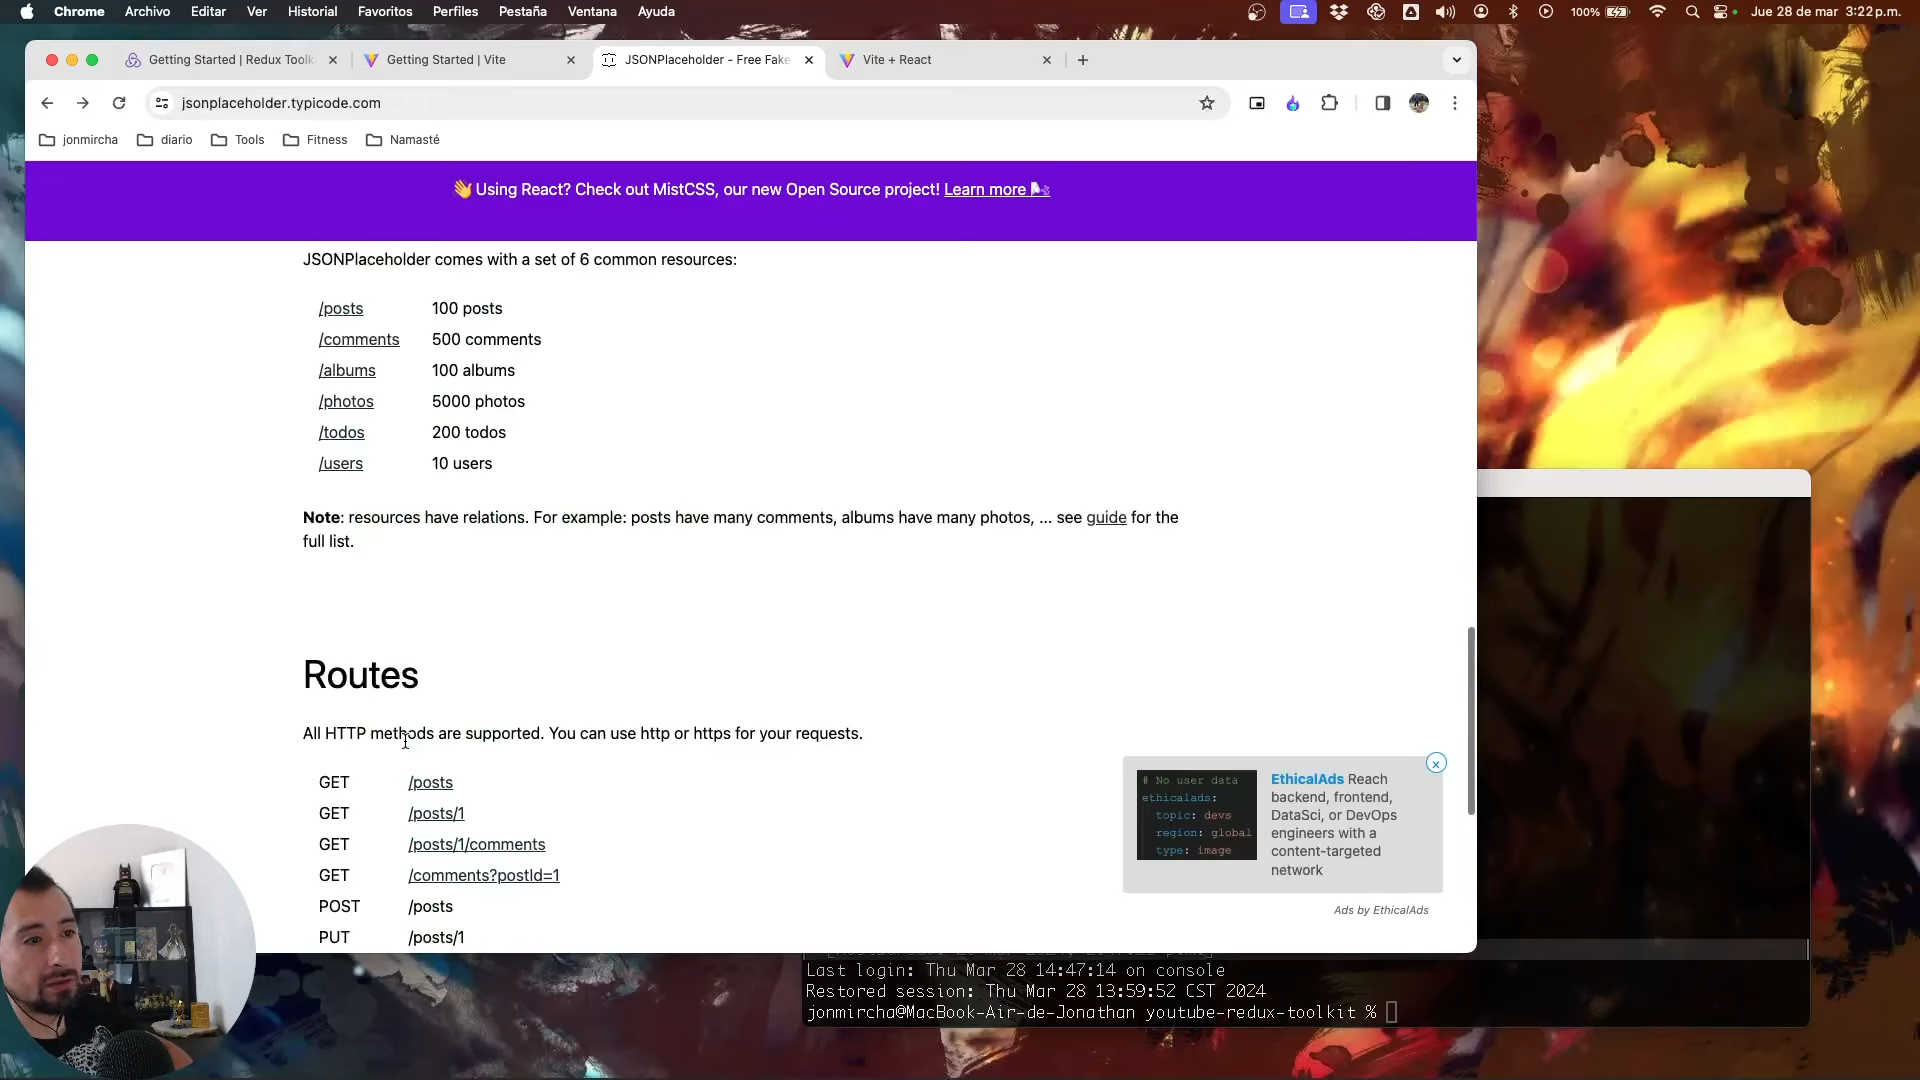 Chrome Archivo Editar Ver Historial Favoritos Perfiles Pestaña Ventana Ayuda 100% Jue 28 de mar 3:22 p.m.
Getting Started | Redux Toolk Getting Started | Vite JSONPlaceholder - Free Fake Vite + React
jsonplaceholder.typicode.com
jonmircha diario Tools Fitness Namasté
👋 Using React? Check out MistCSS, our new Open Source project! Learn more
JSONPlaceholder comes with a set of 6 common resources:
/posts 100 posts
/comments 500 comments
/albums 100 albums
/photos 5000 photos
/todos 200 todos
/users 10 users
Note: resources have relations. For example: posts have many comments, albums have many photos, ... see guide for the
full list.
Routes
All HTTP methods are supported. You can use http or https for your requests.
GET /posts
GET /posts/1
GET /posts/1/comments
GET /comments?postId=1
POST /posts
PUT /posts/1
# No user data
ethicalads:
topic: devs
region: global
type: image
EthicalAds Reach
backend, frontend,
DataSci, or DevOps
engineers with a
content-targeted
network
Ads by EthicalAds
Last login: Thu Mar 28 14:47:14 on console
Restored session: Thu Mar 28 13:59:52 CST 2024
jonmircha@MacBook-Air-de-Jonathan youtube-redux-toolkit %